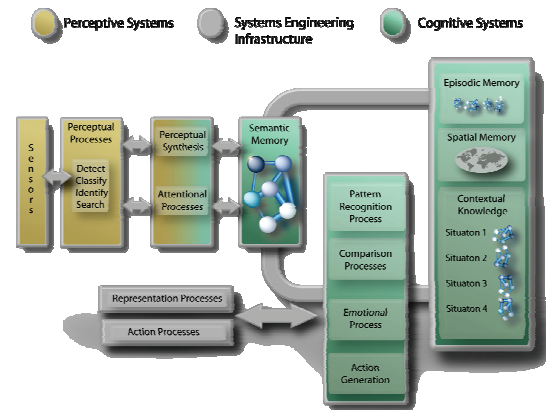 Perceptive Systems
Systems Engineering
Infrastructure
Cognitive Systems
Sensors
Perceptual
Processes
Detect
Classify
Identify
Search
Perceptual
Synthesis
Attentional
Processes
Semantic
Memory
Pattern
Recognition
Process
Comparison
Processes
Emotional
Process
Action
Generation
Episodic Memory
Spatial Memory
Contextual
Knowledge
Situaton 1
Situaton 2
Situaton 3
Situaton 4
Representation Processes
Action Processes